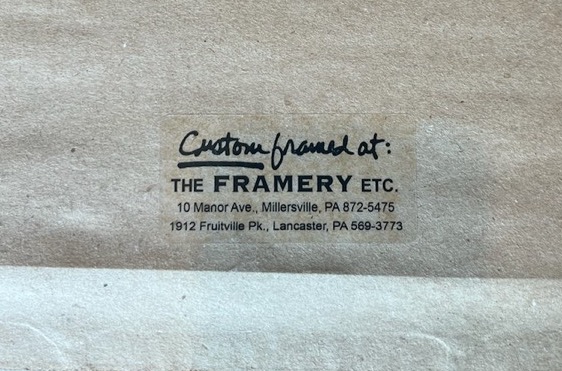 Custom framed at:
THE FRAMERY ETC.
10 Manor Ave., Millersville, PA 872-5475
1912 Fruitville Pk., Lancaster, PA 569-3773